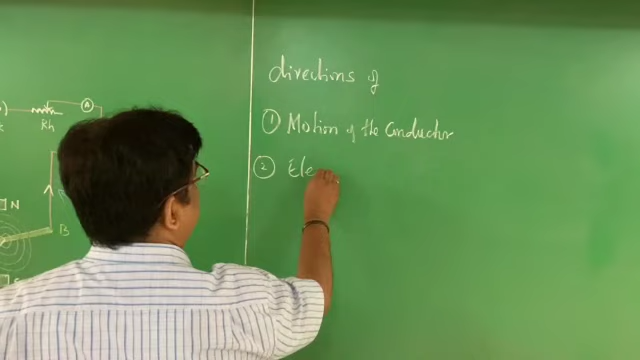 A
Rh
N
B
directions of
① Motion of the Conductor
② Ele